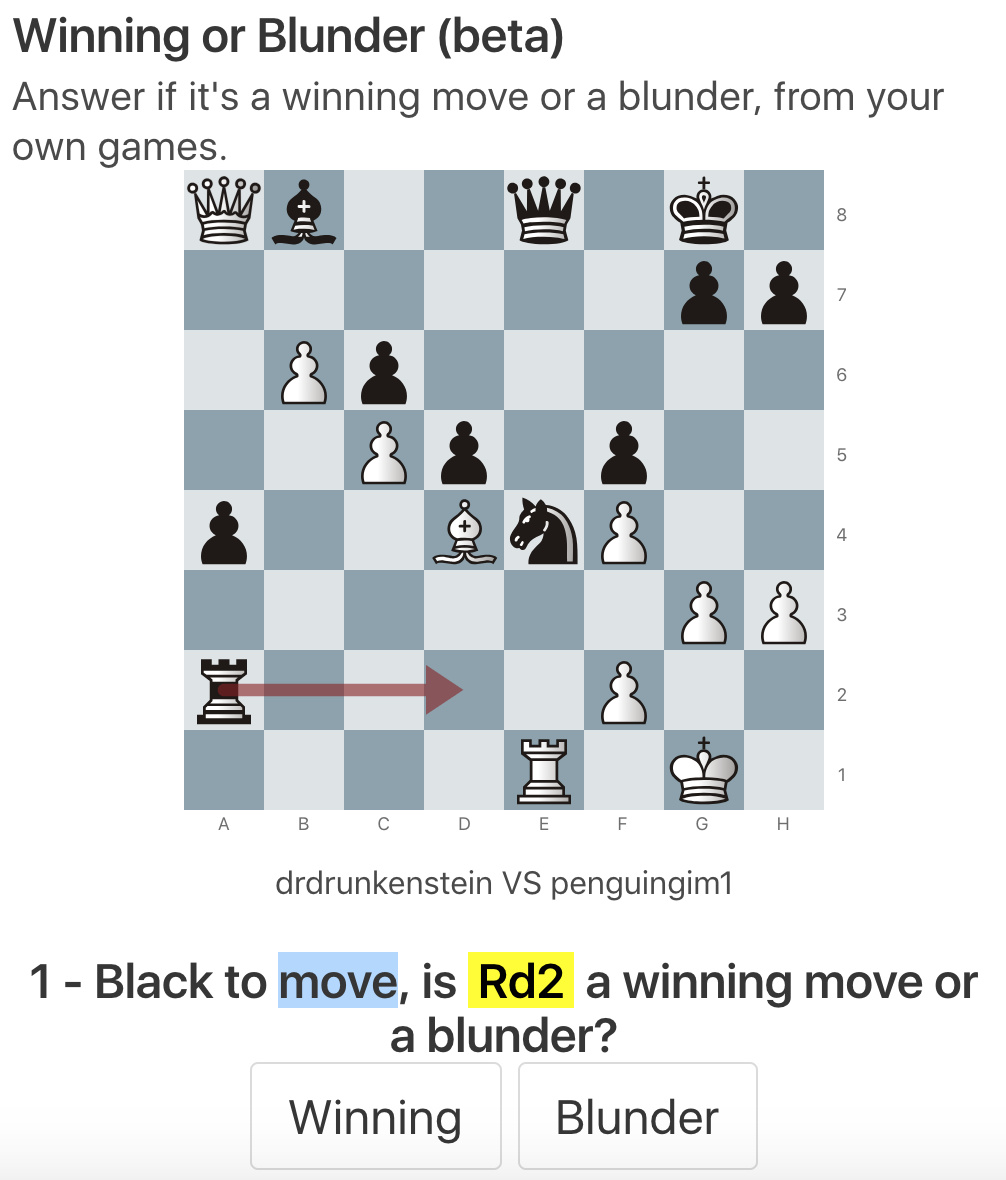 Winning or Blunder (beta)
Answer if it's a winning move or a blunder, from your
own games.
8
7
6
5
4
3
2
1
A B C D E F G H
drdrunkenstein VS penguingim1
1 - Black to move, is Rd2 a winning move or
a blunder?
Winning Blunder